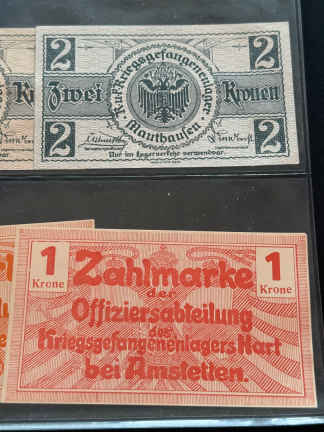 2 2
Zwei Kronen
K.u.k. Kriegsgefangenenlager
Mauthausen
2 2
Nur im Lagerverkehr verwendbar.
1 Krone
1 Krone
Zahlmarke
der
Offiziersabteilung
des
Kriegsgefangenenlagers Hart
bei Amstetten.